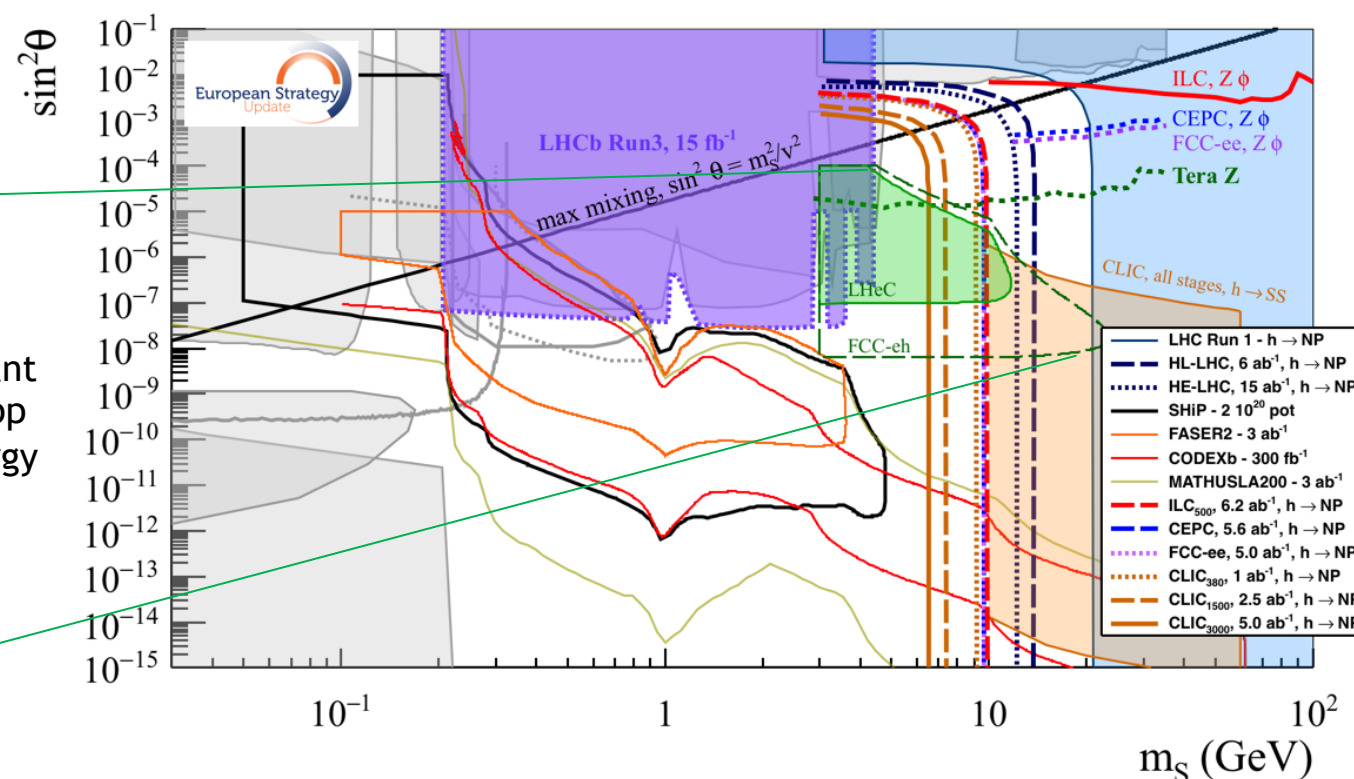 sin²θ
10⁻¹
10⁻²
10⁻³
10⁻⁴
10⁻⁵
10⁻⁶
10⁻⁷
10⁻⁸
10⁻⁹
10⁻¹⁰
10⁻¹¹
10⁻¹²
10⁻¹³
10⁻¹⁴
10⁻¹⁵
European Strategy
Update
LHCb Run3, 15 fb⁻¹
max mixing, sin² θ = m_S²/v²
ILC, Z ϕ
CEPC, Z ϕ
FCC-ee, Z ϕ
Tera Z
CLIC, all stages, h → SS
LHeC
FCC-eh
ant
pp
rgy
LHC Run 1 - h → NP
HL-LHC, 6 ab⁻¹, h → NP
HE-LHC, 15 ab⁻¹, h → NP
SHiP - 2 10²⁰ pot
FASER2 - 3 ab⁻¹
CODEXb - 300 fb⁻¹
MATHUSLA200 - 3 ab⁻¹
ILC₅₀₀, 6.2 ab⁻¹, h → NP
CEPC, 5.6 ab⁻¹, h → NP
FCC-ee, 5.0 ab⁻¹, h → NP
CLIC₃₈₀, 1 ab⁻¹, h → NP
CLIC₁₅₀₀, 2.5 ab⁻¹, h → NP
CLIC₃₀₀₀, 5.0 ab⁻¹, h → NP
10⁻¹
1
10
10²
m_S (GeV)